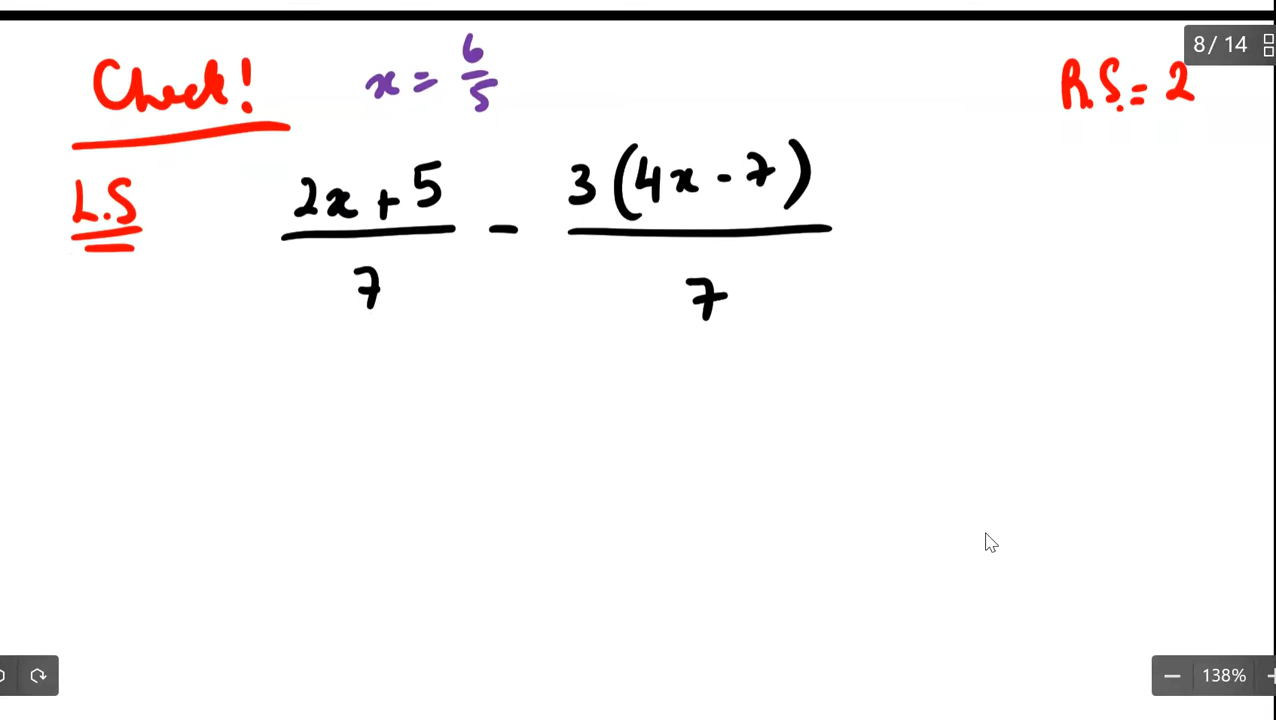 Check! x = 6/5 R.S. = 2
8 / 14
L.S (2x + 5)/7 - 3(4x - 7)/7
138%